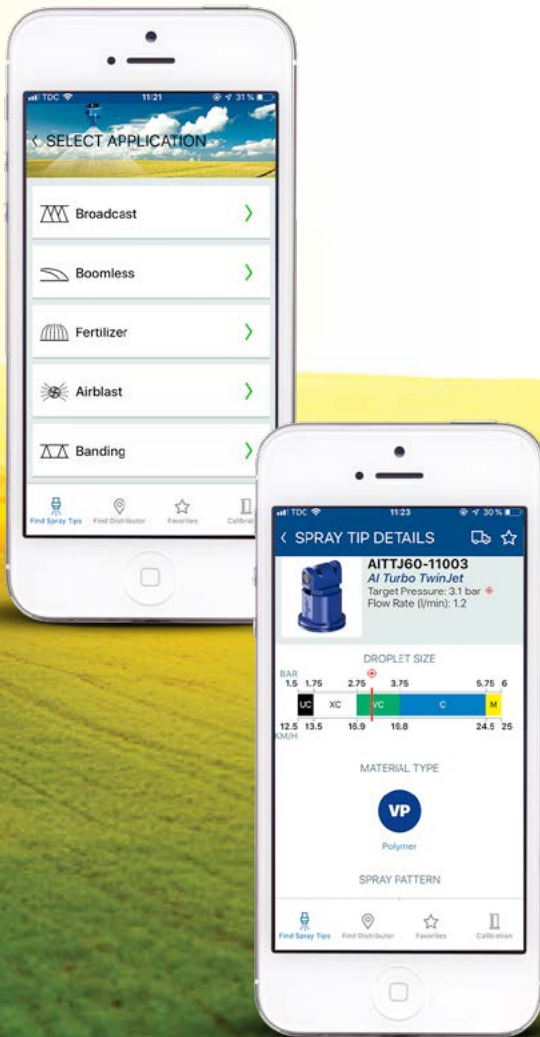 TDC 11:21 31%
SELECT APPLICATION
Broadcast
Boomless
Fertilizer
Airblast
Banding
Find Spray Tips Find Distributor Favorites Calibrat
TDC 11:23 30%
SPRAY TIP DETAILS
AITTJ60-11003
AI Turbo TwinJet
Target Pressure: 3.1 bar
Flow Rate (l/min): 1.2
DROPLET SIZE
BAR
1.5 1.75 2.75 3.75 5.75 6
UC XC VC C M
12.5 13.5 16.9 19.8 24.5 25
KM/H
MATERIAL TYPE
VP
Polymer
SPRAY PATTERN
Find Spray Tips Find Distributor Favorites Calibration